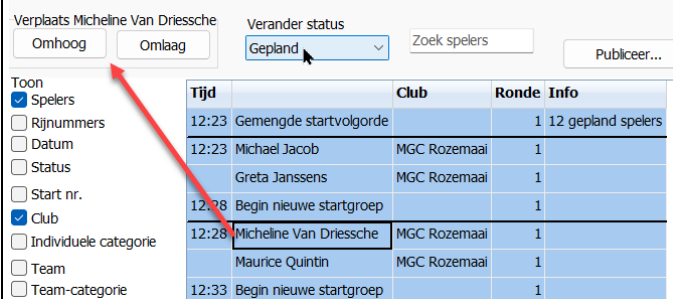 Verplaats Micheline Van Driessche
Omhoog
Omlaag
Verander status
Gepland
Zoek spelers
Publiceer...
Toon
Spelers
Rijnummers
Datum
Status
Start nr.
Club
Individuele categorie
Team
Team-categorie
Tijd Club Ronde Info
12:23 Gemengde startvolgorde 1 12 gepland spelers
12:23 Michael Jacob MGC Rozemaai 1
Greta Janssens MGC Rozemaai 1
12:28 Begin nieuwe startgroep 1
12:28 Micheline Van Driessche MGC Rozemaai 1
Maurice Quintin MGC Rozemaai 1
12:33 Begin nieuwe startgroep 1